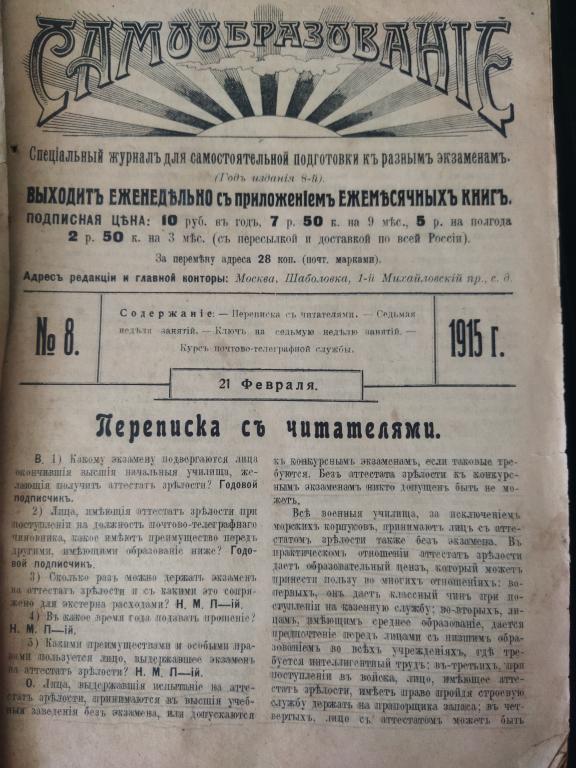 САМООБРАЗОВАНІЕ
Спеціальный журналъ для самостоятельной подготовки къ разнымъ экзаменамъ.
(Годъ изданія 8-й).
ВЫХОДИТЪ ЕЖЕНЕДѢЛЬНО съ приложеніемъ ЕЖЕМѢСЯЧНЫХЪ КНИГЪ.
ПОДПИСНАЯ ЦѢНА: 10 руб. въ годъ, 7 р. 50 к. на 9 мѣс., 5 р. на полгода
2 р. 50 к. на 3 мѣс. (съ пересылкой и доставкой по всей Россіи).
За перемѣну адреса 28 коп. (почт. марками).
Адресъ редакціи и главной конторы: Москва, Шаболовка, 1-й Михайловскій пр., с. д.
№ 8.
Содержаніе: — Переписка съ читателями. — Седьмая
недѣля занятій. — Ключъ на седьмую недѣлю занятій. —
Курсъ почтово-телеграфной службы.
1915 г.
21 Февраля.
Переписка съ читателями.
В. 1) Какому экзамену подвергаются лица
окончившія высшія начальныя училища, же-
лающія получить аттестатъ зрѣлости? Годовой
подписчикъ.
2) Лица, имѣющія аттестатъ зрѣлости при
поступленіи на должность почтово-телеграфнаго
чиновника, какое имѣютъ преимущество передъ
другими, имѣющими образованіе ниже? Годо-
вой подписчикъ.
3) Сколько разъ можно держать экзаменъ
на аттестатъ зрѣлости и съ какими это сопря-
жено для экстерна расходами? Н. М. П—ій.
4) Въ какое время надо подавать прошеніе?
Н. М. П—ій.
5) Какими преимуществами и особыми пра-
вами пользуется лицо, выдержавшее экзаменъ
на аттестатъ зрѣлости? Н. М. П—ій.
О. Лица, выдержавшія испытаніе на атте-
статъ зрѣлости, принимаются въ высшія учеб-
ныя заведенія безъ экзамена, или допускаются
къ конкурснымъ экзаменамъ, если таковые тре-
буются. Безъ аттестата зрѣлости къ конкурс-
нымъ экзаменамъ никто допущенъ быть не мо-
жетъ.
Всѣ военныя училища, за исключеніемъ
морскихъ корпусовъ, принимаютъ лицъ съ атте-
статомъ зрѣлости также безъ экзамена. Въ
практическомъ отношеніи аттестатъ зрѣлости
даетъ образовательный цензъ, который можетъ
принести пользу во многихъ отношеніяхъ: во-
первыхъ, онъ даетъ классный чинъ при по-
ступленіи на казенную службу; во-вторыхъ, ли-
цамъ, имѣющимъ среднее образованіе, дается
предпочтеніе передъ лицами съ низшимъ обра-
зованіемъ во всѣхъ учрежденіяхъ, гдѣ тре-
буется интеллигентный трудъ; въ-третьихъ, при
поступленіи въ войска, лицо, имѣющее аттестатъ
зрѣлости, имѣетъ право пройдя строевую
службу держать на прапорщика запаса; въ че-
твертыхъ, лицо съ аттестатомъ можетъ быть